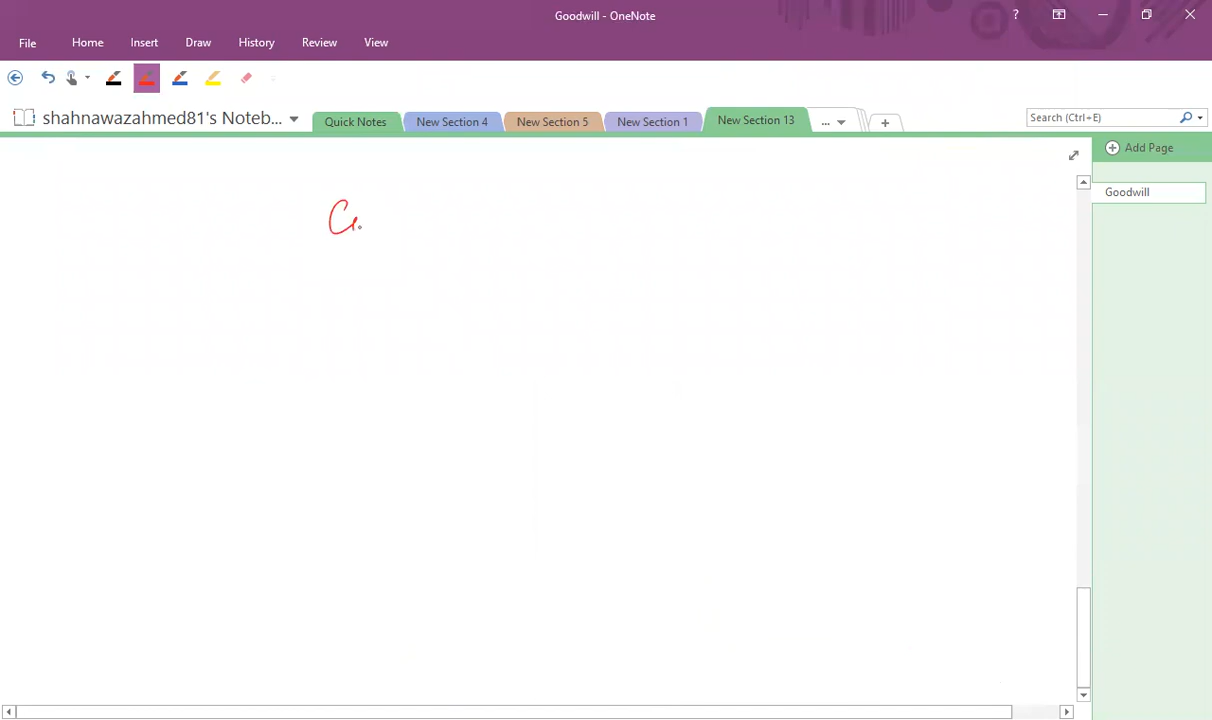 Goodwill - OneNote
?
File Home Insert Draw History Review View
shahnawazahmed81's Noteb... Quick Notes New Section 4 New Section 5 New Section 1 New Section 13 ... + Search (Ctrl+E)
Add Page
Goodwill